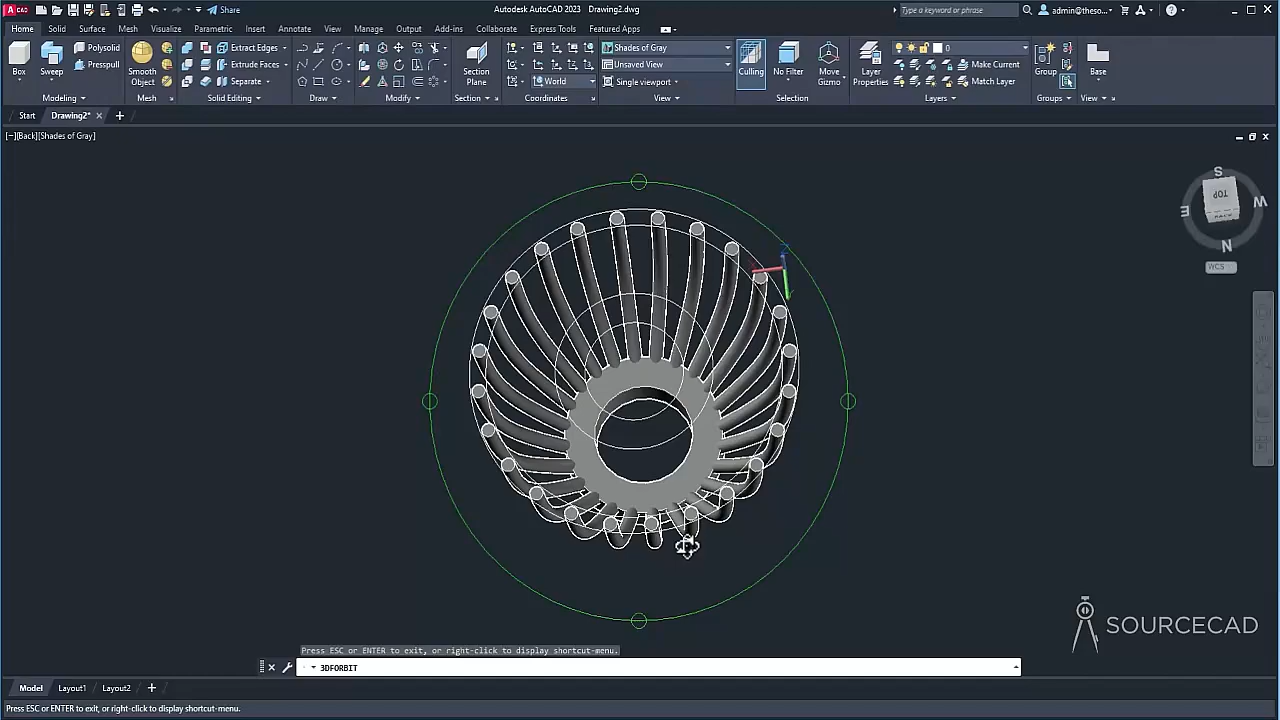 A CAD
Share
Autodesk AutoCAD 2023 Drawing2.dwg
Type a keyword or phrase
admin@theso...
Home Solid Surface Mesh Visualize Parametric Insert Annotate View Manage Output Add-ins Collaborate Express Tools Featured Apps
Box
Sweep
Polysolid
Presspull
Modeling
Smooth
Object
Mesh
Extract Edges
Extrude Faces
Separate
Solid Editing
Draw
Modify
Section
Plane
Section
World
Coordinates
Shades of Gray
Unsaved View
Single viewport
View
Culling
No Filter
Move
Gizmo
Selection
Layer
Properties
0
Make Current
Match Layer
Layers
Group
Groups
Base
View
Start
Drawing2*
[−][Back][Shades of Gray]
S
E
TOP
W
BACK
N
WCS
SOURCECAD
Press ESC or ENTER to exit, or right-click to display shortcut-menu.
3DFORBIT
Model Layout1 Layout2
Press ESC or ENTER to exit, or right-click to display shortcut-menu.